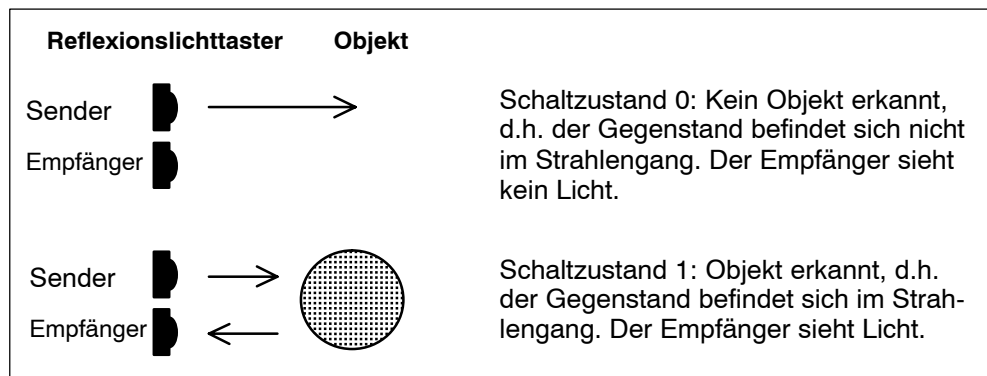 Reflexionslichttaster Objekt
Sender
Empfänger
Schaltzustand 0: Kein Objekt erkannt,
d.h. der Gegenstand befindet sich nicht
im Strahlengang. Der Empfänger sieht
kein Licht.
Sender
Empfänger
Schaltzustand 1: Objekt erkannt, d.h.
der Gegenstand befindet sich im Strah-
lengang. Der Empfänger sieht Licht.